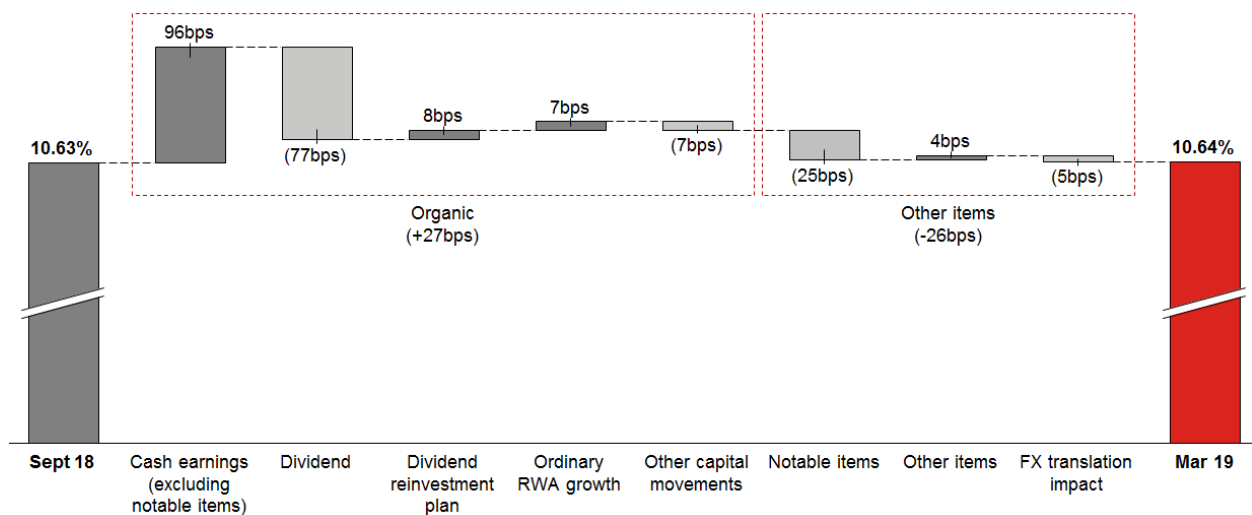 96bps
10.63%
(77bps)
8bps
7bps
(7bps)
(25bps)
4bps
(5bps)
10.64%
Organic
(+27bps)
Other items
(-26bps)
Sept 18
Cash earnings
(excluding
notable items)
Dividend
Dividend
reinvestment
plan
Ordinary
RWA growth
Other capital
movements
Notable items
Other items
FX translation
impact
Mar 19